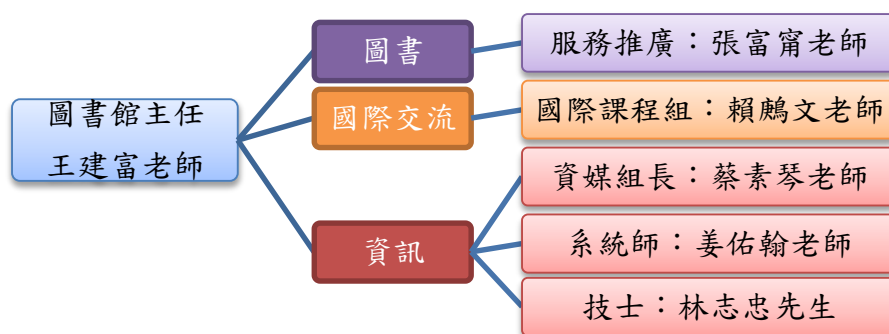 圖書館主任
王建富老師
圖書
國際交流
資訊
服務推廣：張富甯老師
國際課程組：賴鷓文老師
資媒組長：蔡素琴老師
系統師：姜佑翰老師
技士：林志忠先生